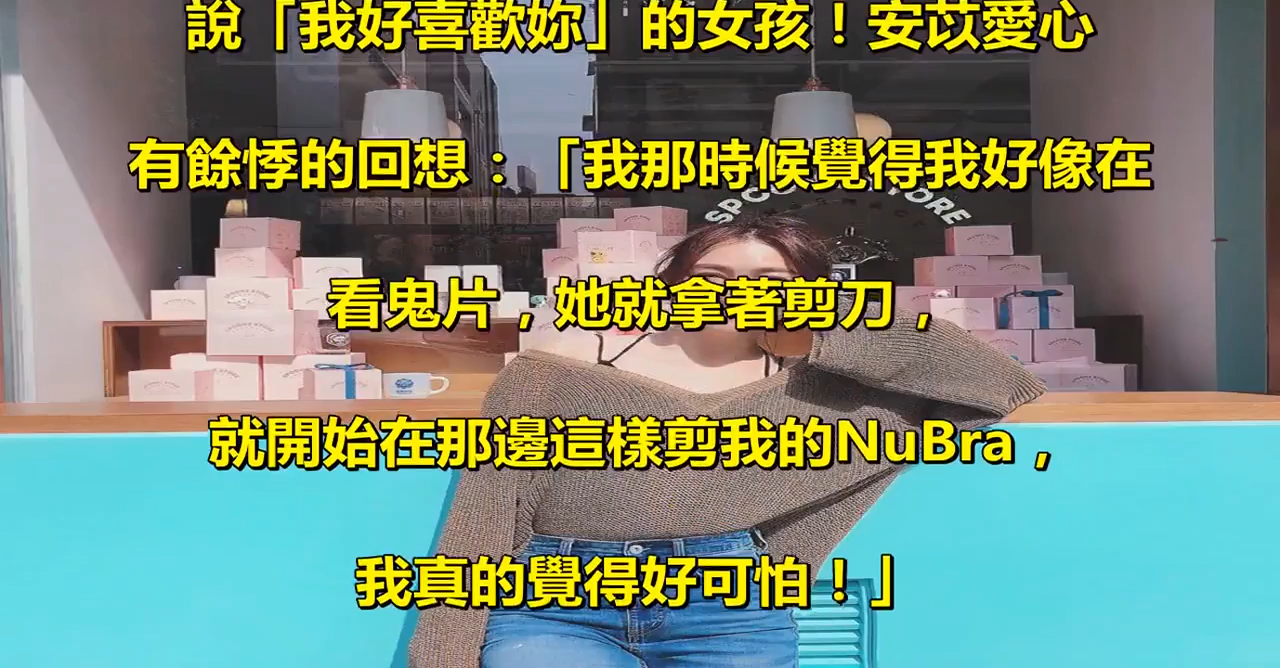 說「我好喜歡妳」的女孩！安苡愛心
有餘悸的回想：「我那時候覺得我好像在
看鬼片，她就拿著剪刀，
就開始在那邊這樣剪我的NuBra，
我真的覺得好可怕！」